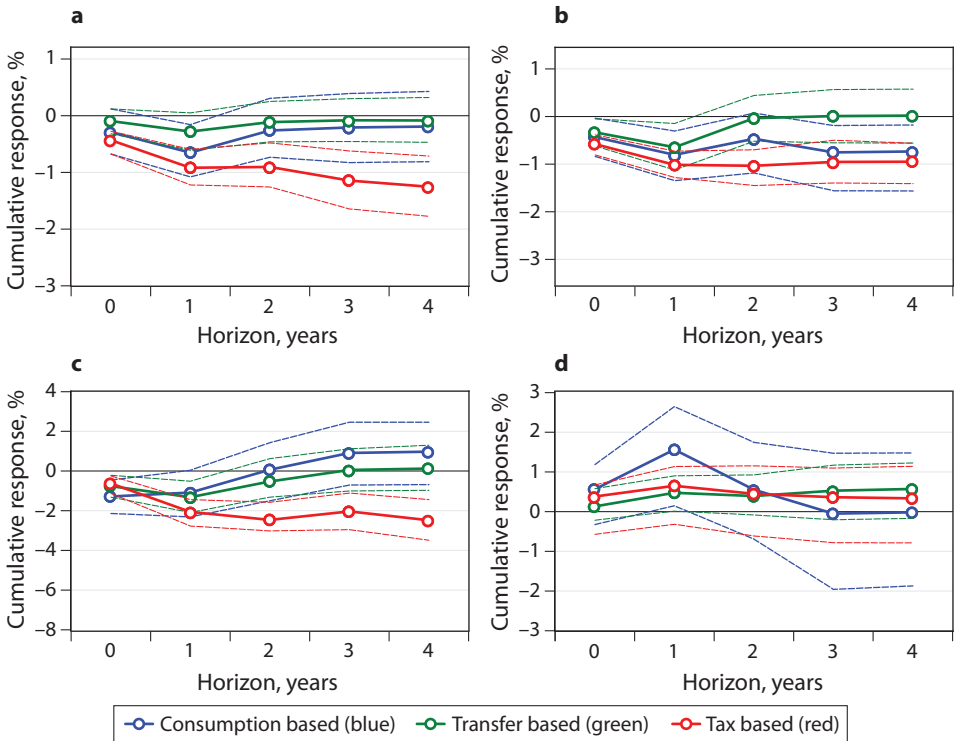 a
Cumulative response, %
1
0
−1
−2
−3
0 1 2 3 4
Horizon, years
b
Cumulative response, %
1
0
−1
−2
−3
0 1 2 3 4
Horizon, years
c
Cumulative response, %
4
2
0
−2
−4
−6
−8
0 1 2 3 4
Horizon, years
d
Cumulative response, %
3
2
1
0
−1
−2
−3
0 1 2 3 4
Horizon, years
Consumption based (blue) Transfer based (green) Tax based (red)